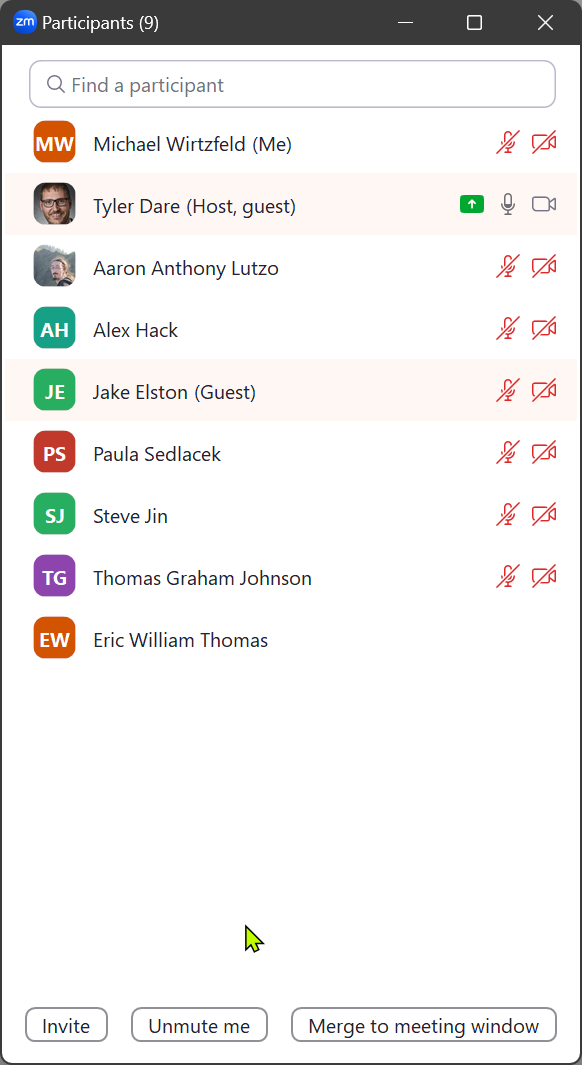 zm Participants (9)
Find a participant
MW Michael Wirtzfeld (Me)
Tyler Dare (Host, guest)
Aaron Anthony Lutzo
AH Alex Hack
JE Jake Elston (Guest)
PS Paula Sedlacek
SJ Steve Jin
TG Thomas Graham Johnson
EW Eric William Thomas
Invite Unmute me Merge to meeting window